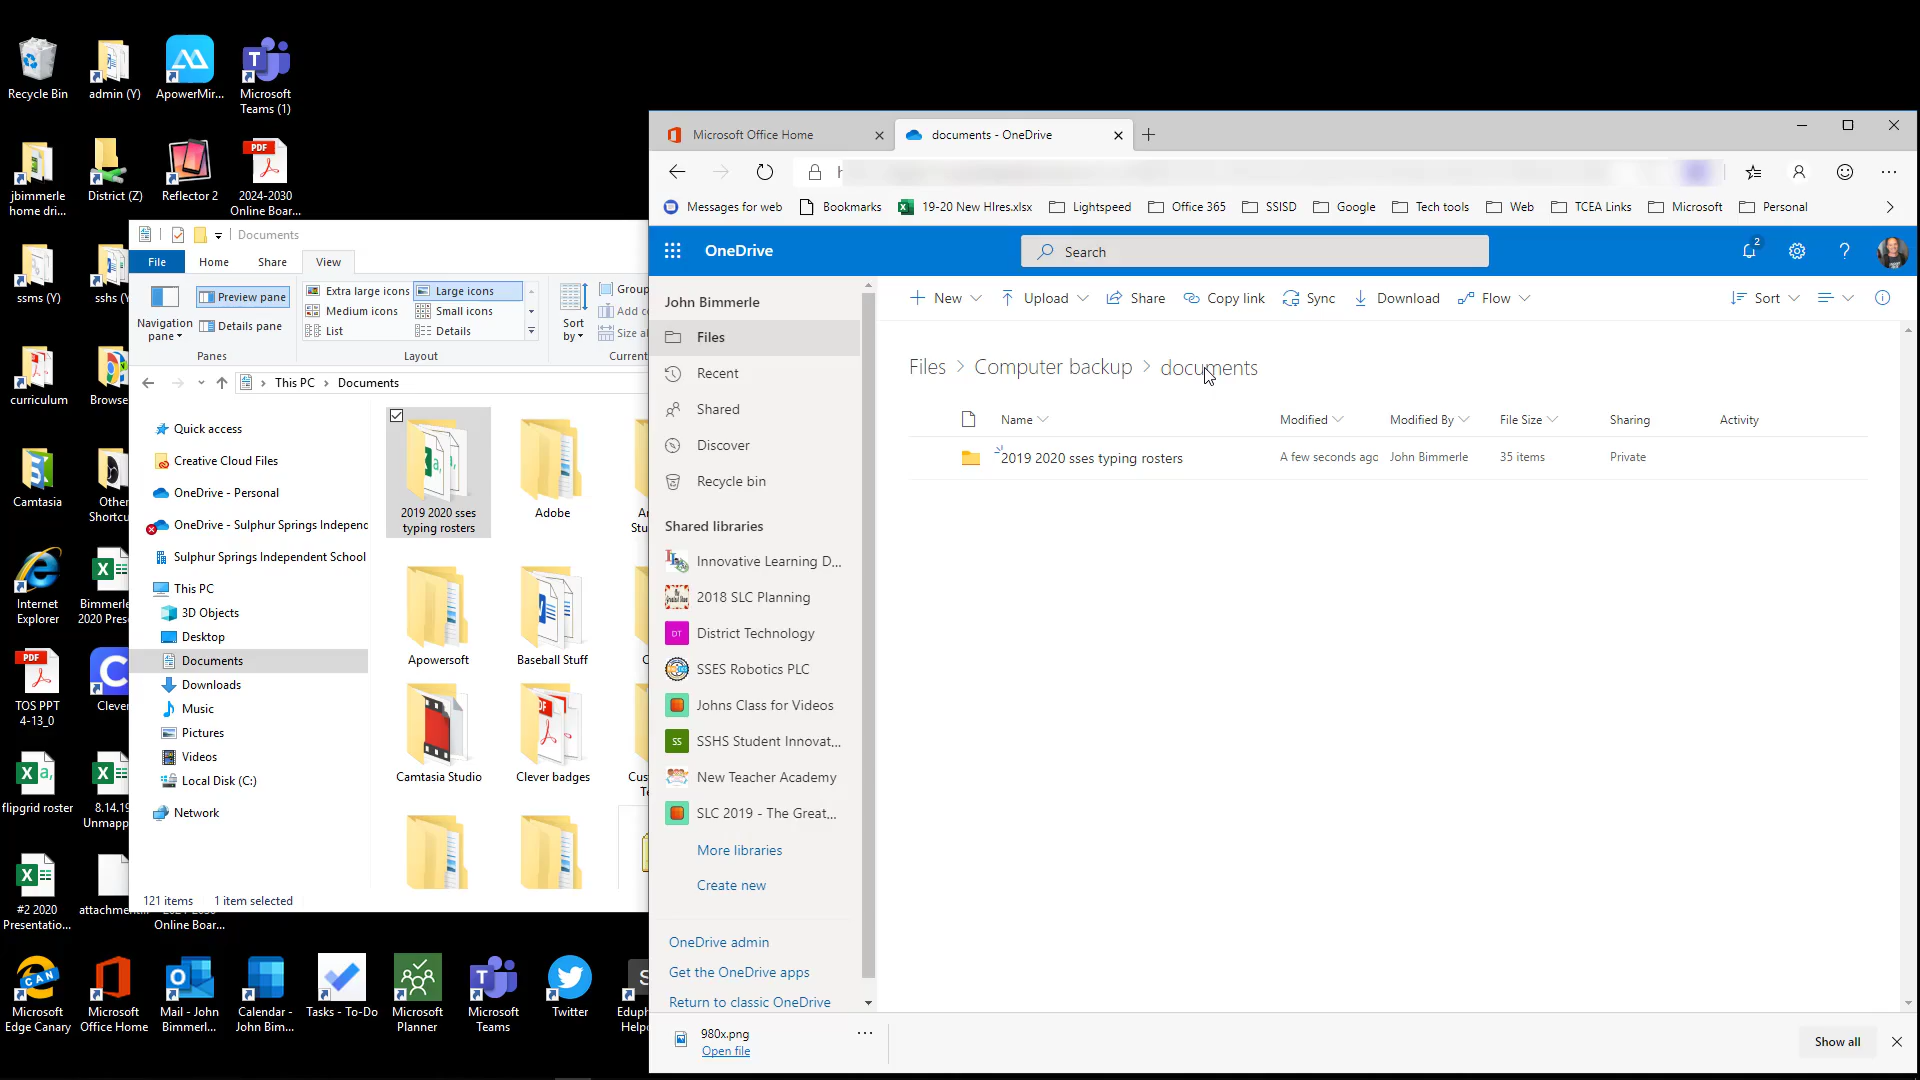 Recycle Bin
admin (Y)
ApowerMir...
Microsoft
Teams (1)
jbimmerle
home dri...
District (Z)
Reflector 2
PDF
2024-2030
Online Boar...
ssms (Y)
sshs (Y
curriculum
Browse
Camtasia
Other
Shortcu
Internet
Explorer
Bimmerle
2020 Prese
PDF
TOS PPT
4-13_0
Clever
flipgrid roster
8.14.19
Unmapp
#2 2020
Presentatio...
attachment.
Online Boar...
Microsoft
Edge Canary
Microsoft
Office Home
Mail - John
Bimmerl...
Calendar -
John Bim...
Tasks - To-Do
Microsoft
Planner
Microsoft
Teams
Twitter
Eduph
Help
Documents
File
Home
Share
View
Navigation
pane
Preview pane
Details pane
Panes
Extra large icons
Large icons
Medium icons
Small icons
List
Details
Layout
Sort
by
Group
Add co
Size al
Current
This PC
Documents
Quick access
Creative Cloud Files
OneDrive - Personal
OneDrive - Sulphur Springs Independ
Sulphur Springs Independent School
This PC
3D Objects
Desktop
Documents
Downloads
Music
Pictures
Videos
Local Disk (C:)
Network
2019 2020 sses
typing rosters
Adobe
Stu
Apowersoft
Baseball Stuff
Camtasia Studio
Clever badges
Cus
121 items
1 item selected
Microsoft Office Home
documents - OneDrive
Messages for web
Bookmarks
19-20 New HIres.xlsx
Lightspeed
Office 365
SSISD
Google
Tech tools
Web
TCEA Links
Microsoft
Personal
OneDrive
Search
2
John Bimmerle
Files
Recent
Shared
Discover
Recycle bin
Shared libraries
Innovative Learning D...
2018 SLC Planning
DT
District Technology
SSES Robotics PLC
Johns Class for Videos
SS
SSHS Student Innovat...
New Teacher Academy
SLC 2019 - The Great...
More libraries
Create new
OneDrive admin
Get the OneDrive apps
Return to classic OneDrive
New
Upload
Share
Copy link
Sync
Download
Flow
Sort
Files > Computer backup > documents
Name
Modified
Modified By
File Size
Sharing
Activity
2019 2020 sses typing rosters
A few seconds ago
John Bimmerle
35 items
Private
980x.png
Open file
Show all